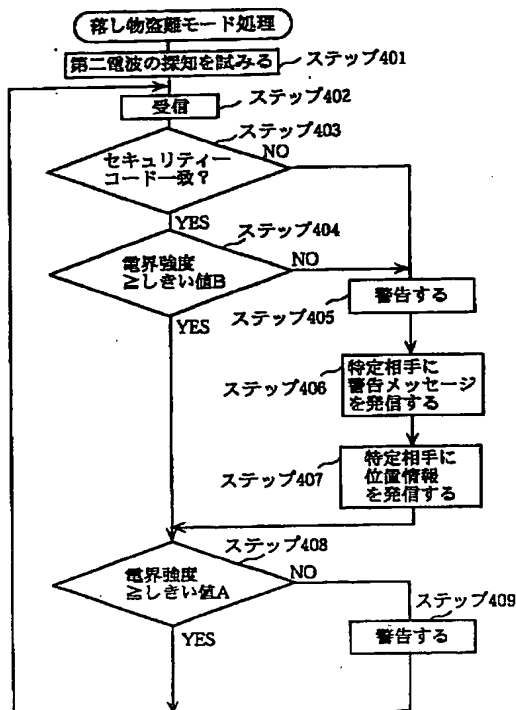 落し物盗難モード処理
第二電波の探知を試みる
ステップ401
受信
ステップ402
ステップ403
セキュリティー
コード一致?
NO
YES
ステップ404
電界強度
≧しきい値B
NO
YES
警告する
ステップ405
特定相手に
警告メッセージ
を発信する
ステップ406
特定相手に
位置情報
を発信する
ステップ407
ステップ408
電界強度
≧しきい値A
NO
YES
ステップ409
警告する